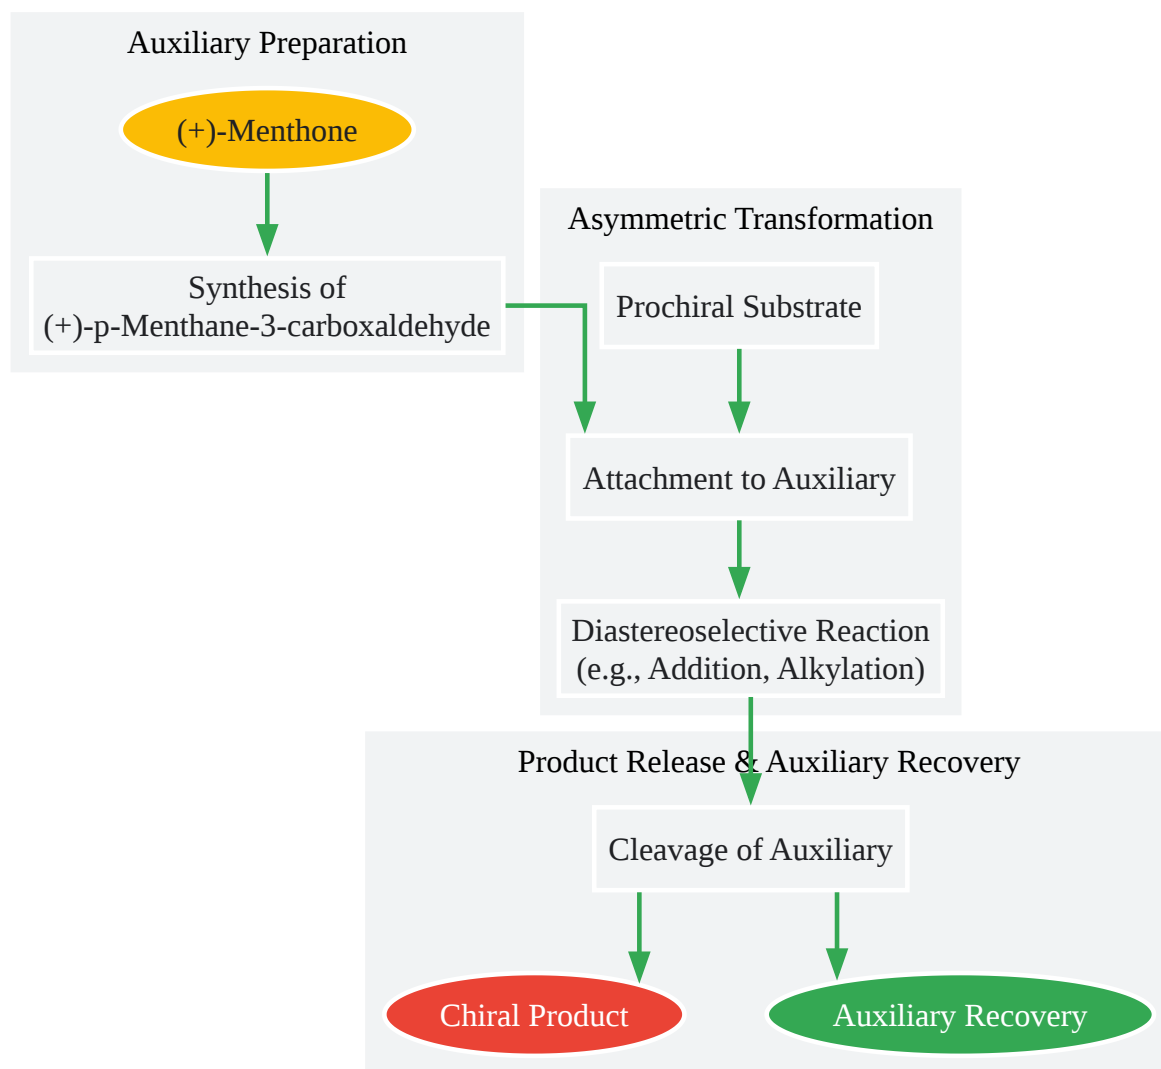 Auxiliary Preparation
(+)-Menthone
Synthesis of
(+)-p-Menthane-3-carboxaldehyde
Asymmetric Transformation
Prochiral Substrate
Attachment to Auxiliary
Diastereoselective Reaction
(e.g., Addition, Alkylation)
Product Release & Auxiliary Recovery
Cleavage of Auxiliary
Chiral Product
Auxiliary Recovery